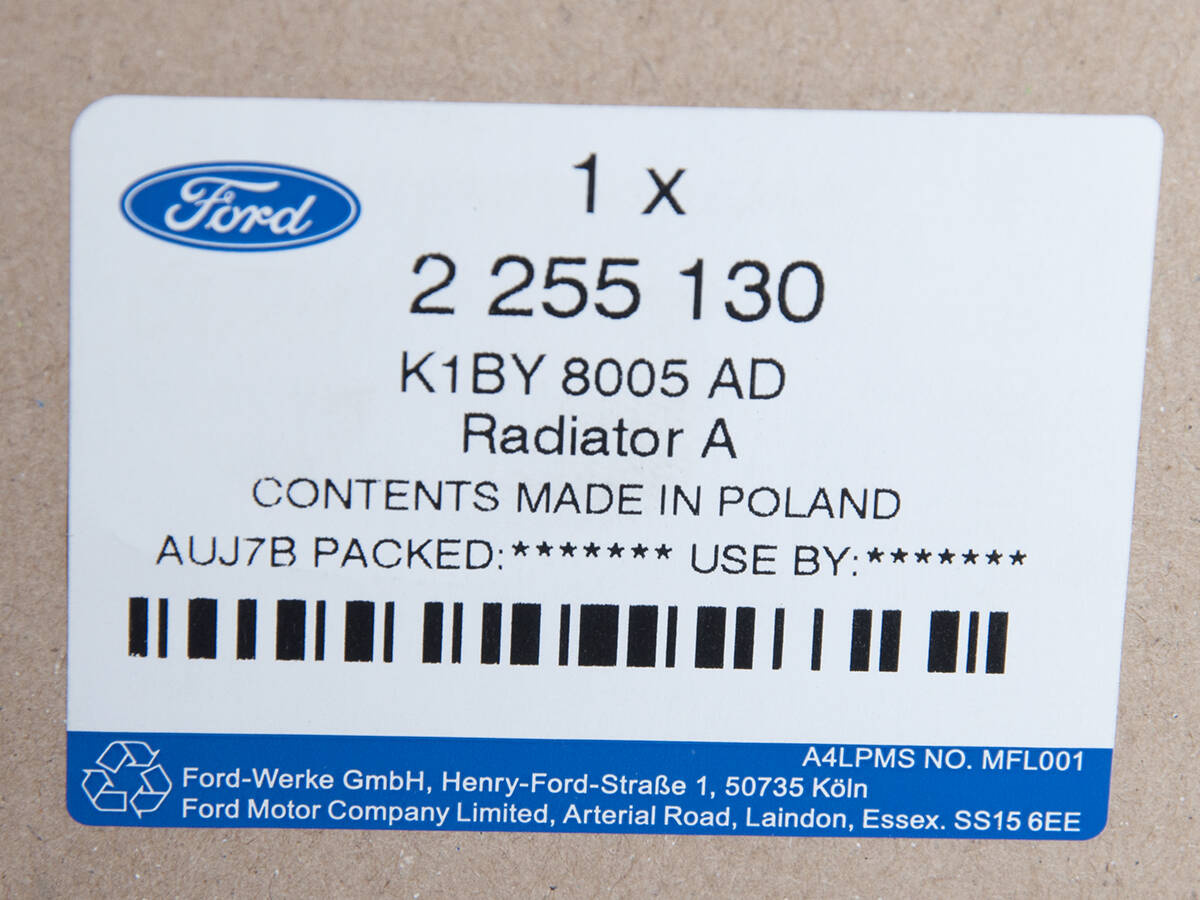 Ford
1 x
2 255 130
K1BY 8005 AD
Radiator A
CONTENTS MADE IN POLAND
AUJ7B PACKED:******* USE BY:*******
A4LPMS NO. MFL001
Ford-Werke GmbH, Henry-Ford-Straße 1, 50735 Köln
Ford Motor Company Limited, Arterial Road, Laindon, Essex. SS15 6EE